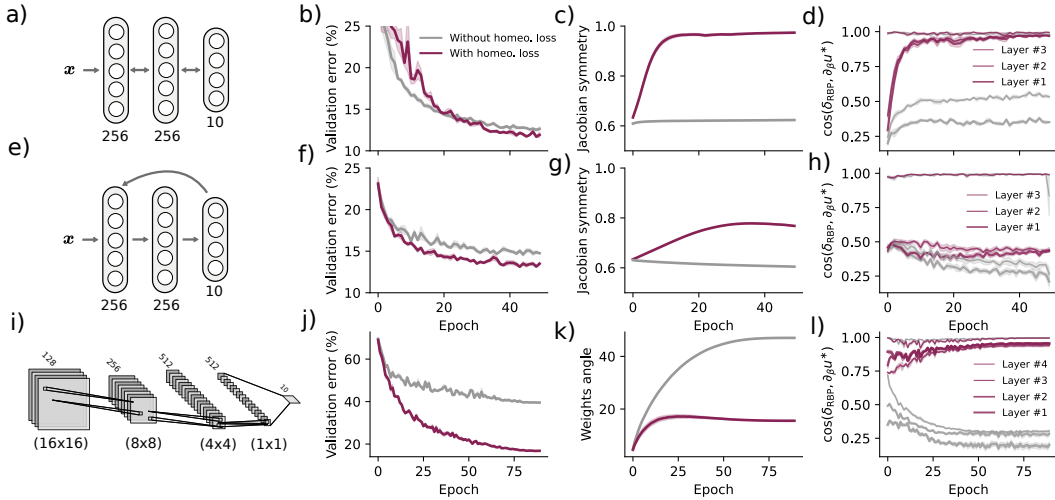 a)
x
256
256
10
b)
Validation error (%)
25
20
15
10
Without homeo. loss
With homeo. loss
c)
Jacobian symmetry
1.0
0.8
0.6
d)
cos(δRBP, ∂βu*)
1.00
0.75
0.50
0.25
Layer #3
Layer #2
Layer #1
e)
x
256
256
10
f)
Validation error (%)
25
20
15
10
0
20
40
Epoch
g)
Jacobian symmetry
1.0
0.8
0.6
0
20
40
Epoch
h)
cos(δRBP, ∂βu*)
1.00
0.75
0.50
0.25
Layer #3
Layer #2
Layer #1
0
20
40
Epoch
i)
128
256
512
512
10
(16x16)
(8x8)
(4x4)
(1x1)
j)
Validation error (%)
60
40
20
0
25
50
75
Epoch
k)
Weights angle
40
20
0
25
50
75
Epoch
l)
cos(δRBP, ∂βu*)
1.00
0.75
0.50
0.25
Layer #4
Layer #3
Layer #2
Layer #1
0
25
50
75
Epoch